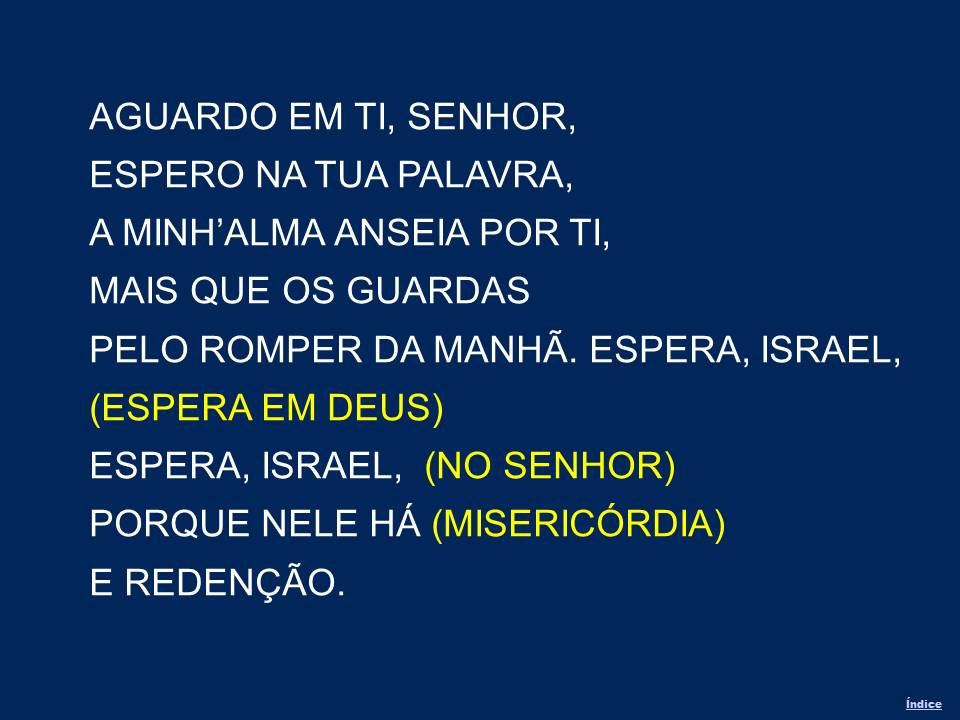 AGUARDO EM TI, SENHOR,
ESPERO NA TUA PALAVRA,
A MINH’ALMA ANSEIA POR TI,
MAIS QUE OS GUARDAS
PELO ROMPER DA MANHÃ. ESPERA, ISRAEL,
(ESPERA EM DEUS)
ESPERA, ISRAEL, (NO SENHOR)
PORQUE NELE HÁ (MISERICÓRDIA)
E REDENÇÃO.
Índice